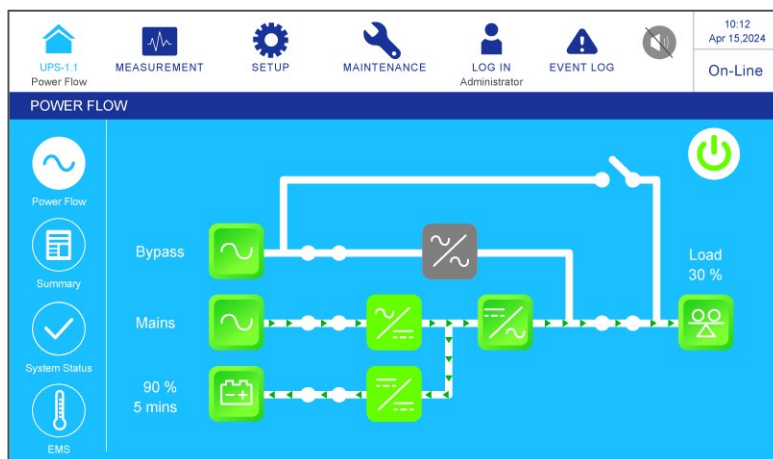 10:12
Apr 15,2024
UPS-1.1
Power Flow
MEASUREMENT
SETUP
MAINTENANCE
LOG IN
Administrator
EVENT LOG
On-Line
POWER FLOW
Power Flow
Summary
System Status
EMS
Bypass
Mains
90 %
5 mins
Load
30 %